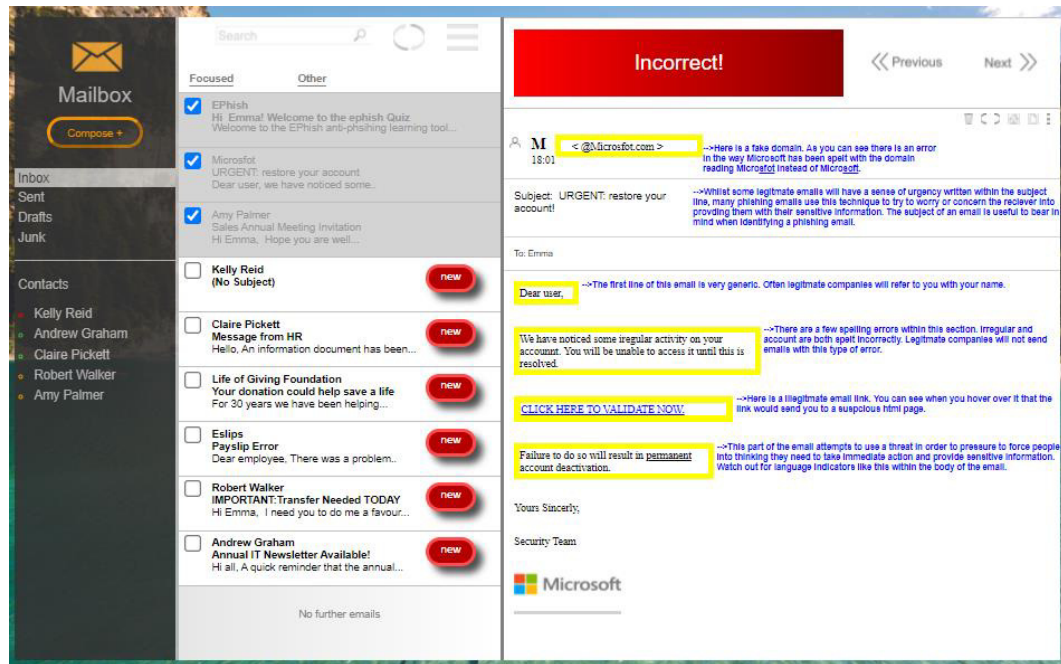 Mailbox
Compose +
Inbox
Sent
Drafts
Junk
Contacts
Kelly Reid
Andrew Graham
Claire Pickett
Robert Walker
Amy Palmer
Search
Focused Other
EPhish
Hi Emma! Welcome to the ephish Quiz
Welcome to the EPhish anti-phsihing learning tool...
Microsfot
URGENT: restore your account
Dear user, we have noticed some..
Amy Palmer
Sales Annual Meeting Invitation
Hi Emma, Hope you are well...
Kelly Reid
(No Subject)
new
Claire Pickett
Message from HR
Hello, An information document has been...
new
Life of Giving Foundation
Your donation could help save a life
For 30 years we have been helping...
new
Eslips
Payslip Error
Dear employee, There was a problem..
new
Robert Walker
IMPORTANT:Transfer Needed TODAY
Hi Emma, I need you to do me a favour...
new
Andrew Graham
Annual IT Newsletter Available!
Hi all, A quick reminder that the annual...
new
No further emails
Incorrect!
Previous Next
M < @Microsfot.com >
18:01
-->Here is a fake domain. As you can see there is an error
in the way Microsoft has been spelt with the domain
reading Microsfot instead of Microsoft.
Subject: URGENT: restore your
account!
-->Whilst some legitmate emails will have a sense of urgency written within the subject
line, many phishing emails use this technique to try to worry or concern the reciever into
provding them with their sensitive information. The subject of an email is useful to bear in
mind when identifying a phishing email.
To: Emma
Dear user,
-->The first line of this email is very generic. Often legitmate companies will refer to you with your name.
We have noticed some iregular activity on your
accounnt. You will be unable to access it until this is
resolved.
-->There are a few spelling errors within this section. Irregular and
account are both spelt incorrectly. Legitmate companies will not send
emails with this type of error.
CLICK HERE TO VALIDATE NOW.
-->Here is a illegitmate email link. You can see when you hover over it that the
link would send you to a suspcious html page.
Failure to do so will result in permanent
account deactivation.
-->This part of the email attempts to use a threat in order to pressure to force people
into thinking they need to take immediate action and provide sensitive information.
Watch out for language indicators like this within the body of the email.
Yours Sincerly,
Security Team
Microsoft